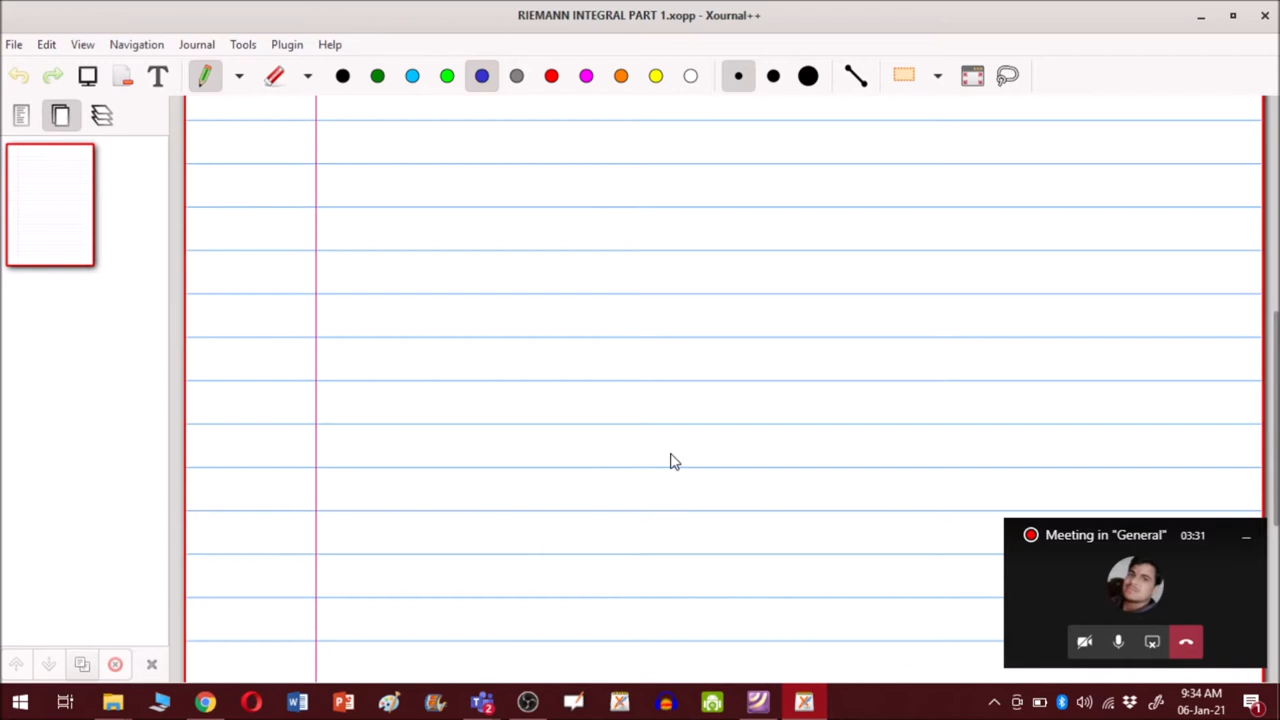 RIEMANN INTEGRAL PART 1.xopp - Xournal++
File Edit View Navigation Journal Tools Plugin Help
Meeting in "General" 03:31
9:34 AM
06-Jan-21